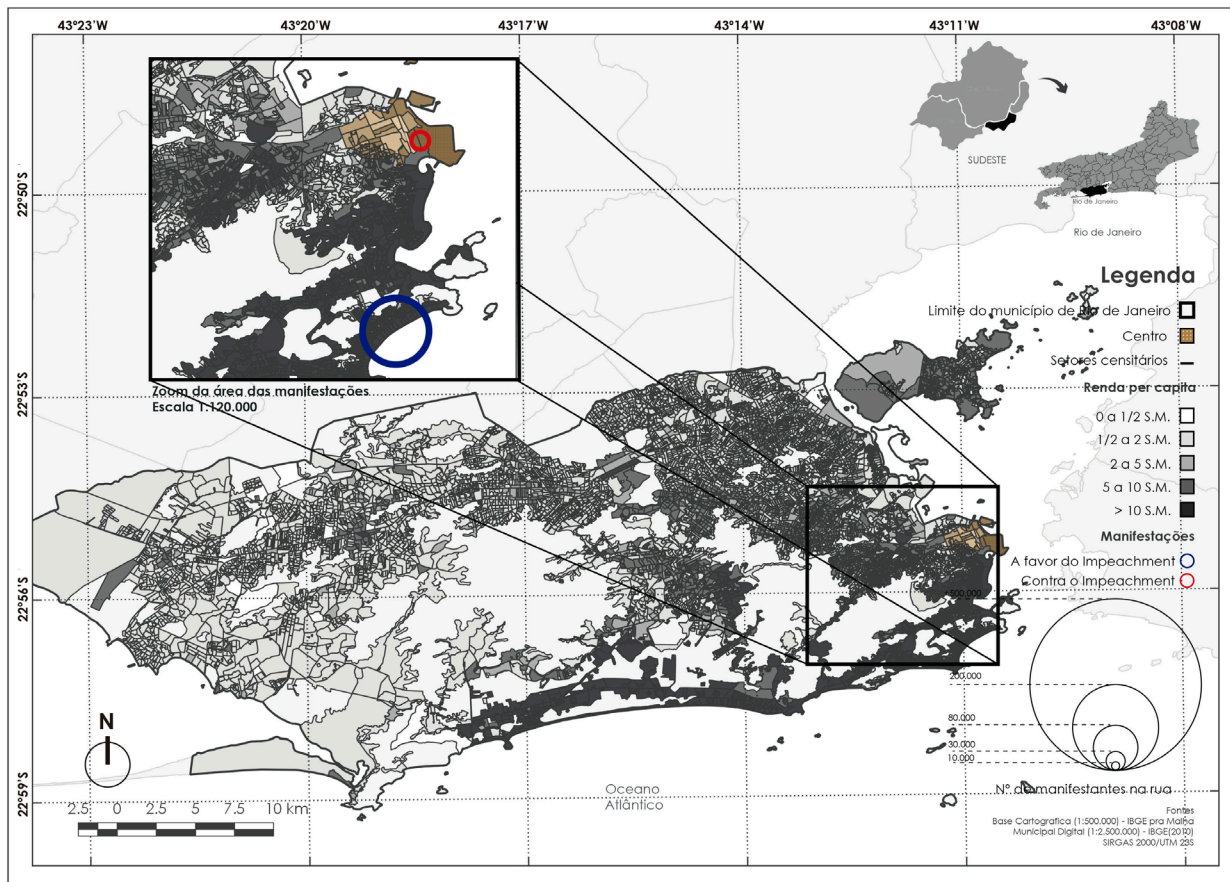 43°23'W 43°20'W 43°17'W 43°14'W 43°11'W 43°08'W
22°50'S
22°53'S
22°56'S
22°59'S
Zoom da área das manifestações
Escala 1:120.000
SUDESTE
Rio de Janeiro
Rio de Janeiro
Legenda
Limite do município de Rio de Janeiro
Centro
Setores censitários
Renda per capita
0 a 1/2 S.M.
1/2 a 2 S.M.
2 a 5 S.M.
5 a 10 S.M.
> 10 S.M.
Manifestações
A favor do Impeachment
Contra o Impeachment
200.000
80.000
30.000
10.000
Nº de manifestantes na rua
Oceano
Atlântico
N
2.5 0 2.5 5 7.5 10 km
Fontes
Base Cartografica (1:500.000) - IBGE pra Malha
Municipal Digital (1:2.500.000) - IBGE(2010)
SIRGAS 2000/UTM 23S